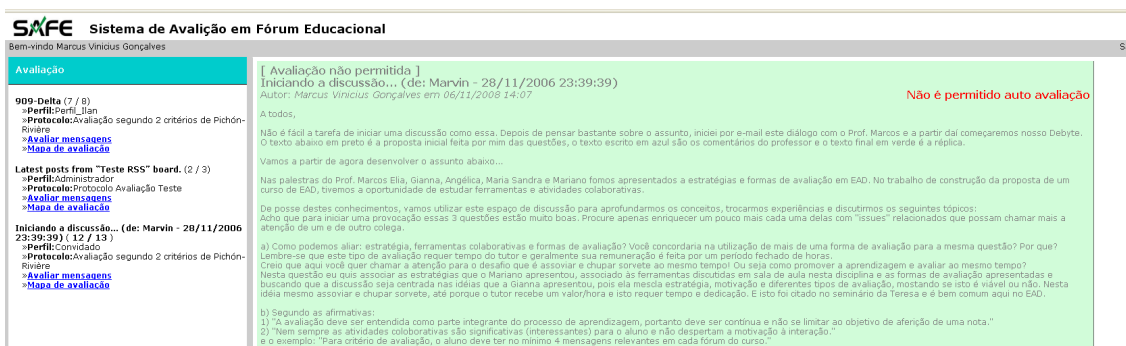 SAFE Sistema de Avalição em Fórum Educacional
Bem-vindo Marcus Vinicius Gonçalves
S
Avaliação
909-Delta (7 / 8)
»Perfil:Perfil_Ilan
»Protocolo:Avaliação segundo 2 critérios de Pichón-
Rivière
»Avaliar mensagens
»Mapa de avaliação
Latest posts from "Teste RSS" board. (2 / 3)
»Perfil:Administrador
»Protocolo:Protocolo Avaliação Teste
»Avaliar mensagens
»Mapa de avaliação
Iniciando a discussão... (de: Marvin - 28/11/2006
23:39:39) ( 12 / 13 )
»Perfil:Convidado
»Protocolo:Avaliação segundo 2 critérios de Pichón-
Rivière
»Avaliar mensagens
»Mapa de avaliação
[ Avaliação não permitida ]
Iniciando a discussão... (de: Marvin - 28/11/2006 23:39:39)
Autor: Marcus Vinicius Gonçalves em 06/11/2008 14:07
Não é permitido auto avaliação
A todos,
Não é fácil a tarefa de iniciar uma discussão como essa. Depois de pensar bastante sobre o assunto, iniciei por e-mail este diálogo com o Prof. Marcos e a partir daí começaremos nosso Debyte.
O texto abaixo em preto é a proposta inicial feita por mim das questões, o texto escrito em azul são os comentários do professor e o texto final em verde é a réplica.
Vamos a partir de agora desenvolver o assunto abaixo...
Nas palestras do Prof. Marcos Elia, Gianna, Angélica, Maria Sandra e Mariano fomos apresentados a estratégias e formas de avaliação em EAD. No trabalho de construção da proposta de um
curso de EAD, tivemos a oportunidade de estudar ferramentas e atividades colaborativas.
De posse destes conhecimentos, vamos utilizar este espaço de discussão para aprofundarmos os conceitos, trocarmos experiências e discutirmos os seguintes tópicos:
Acho que para iniciar uma provocação essas 3 questões estão muito boas. Procure apenas enriquecer um pouco mais cada uma delas com "issues" relacionados que possam chamar mais a
atenção de um e de outro colega.
a) Como podemos aliar: estratégia, ferramentas colaborativas e formas de avaliação? Você concordaria na utilização de mais de uma forma de avaliação para a mesma questão? Por que?
Lembre-se que este tipo de avaliação requer tempo do tutor e geralmente sua remuneração é feita por um período fechado de horas.
Creio que aqui você quer chamar a atenção para o desafio que é assoviar e chupar sorvete ao mesmo tempo! Ou seja como promover a aprendizagem e avaliar ao mesmo tempo?
Nesta questão eu quis associar as estratégias que o Mariano apresentou, associado às ferramentas discutidas em sala de aula nesta disciplina e as formas de avaliação apresentadas e
buscando que a discussão seja centrada nas idéias que a Gianna apresentou, pois ela mescla estratégia, motivação e diferentes tipos de avaliação, mostando se isto é viável ou não. Nesta
idéia mesmo assoviar e chupar sorvete, até porque o tutor recebe um valor/hora e isto requer tempo e dedicação. E isto foi citado no seminário da Teresa e é bem comum aqui no EAD.
b) Segundo as afirmativas:
1) "A avaliação deve ser entendida como parte integrante do processo de aprendizagem, portanto deve ser contínua e não se limitar ao objetivo de aferição de uma nota."
2) "Nem sempre as atividades coloborativas são significativas (interessantes) para o aluno e não despertam a motivação à interação."
e o exemplo: "Para critério de avaliação, o aluno deve ter no mínimo 4 mensagens relevantes em cada fórum do curso."